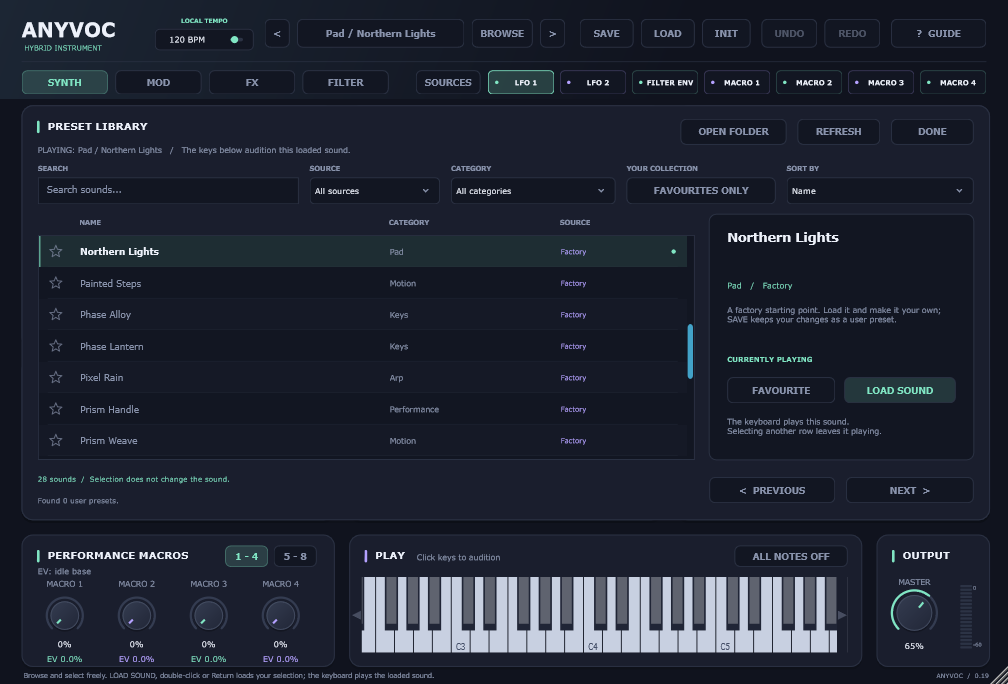 ANYVOC
HYBRID INSTRUMENT
LOCAL TEMPO
120 BPM
<
Pad / Northern Lights
BROWSE
>
SAVE
LOAD
INIT
UNDO
REDO
? GUIDE
SYNTH
MOD
FX
FILTER
SOURCES
LFO 1
LFO 2
FILTER ENV
MACRO 1
MACRO 2
MACRO 3
MACRO 4
PRESET LIBRARY
OPEN FOLDER
REFRESH
DONE
PLAYING: Pad / Northern Lights / The keys below audition this loaded sound.
SEARCH
SOURCE
CATEGORY
YOUR COLLECTION
SORT BY
Search sounds...
All sources
All categories
FAVOURITES ONLY
Name
NAME CATEGORY SOURCE
Northern Lights Pad Factory
Painted Steps Motion Factory
Phase Alloy Keys Factory
Phase Lantern Keys Factory
Pixel Rain Arp Factory
Prism Handle Performance Factory
Prism Weave Motion Factory
28 sounds / Selection does not change the sound.
Found 0 user presets.
Northern Lights
Pad / Factory
A factory starting point. Load it and make it your own;
SAVE keeps your changes as a user preset.
CURRENTLY PLAYING
FAVOURITE
LOAD SOUND
The keyboard plays this sound.
Selecting another row leaves it playing.
< PREVIOUS
NEXT >
PERFORMANCE MACROS
1 - 4
5 - 8
EV: idle base
MACRO 1 MACRO 2 MACRO 3 MACRO 4
0% 0% 0% 0%
EV 0.0% EV 0.0% EV 0.0% EV 0.0%
PLAY
Click keys to audition
ALL NOTES OFF
C3 C4 C5
OUTPUT
MASTER
0
-60
65%
Browse and select freely. LOAD SOUND, double-click or Return loads your selection; the keyboard plays the loaded sound.
ANYVOC / 0.19